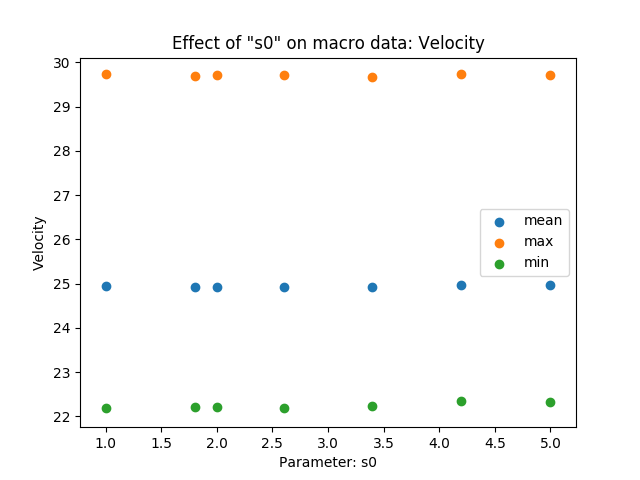 Effect of "s0" on macro data: Velocity
30
29
28
27
26
25
24
23
22
Velocity
mean
max
min
1.0 1.5 2.0 2.5 3.0 3.5 4.0 4.5 5.0
Parameter: s0